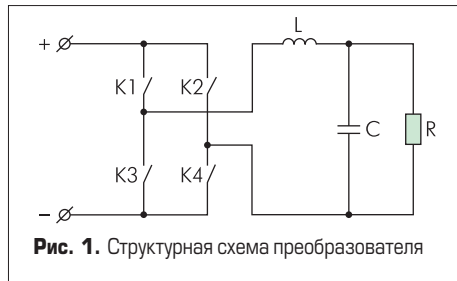 +
L
K1
K2
C
R
K3
K4
–
Рис. 1. Структурная схема преобразователя